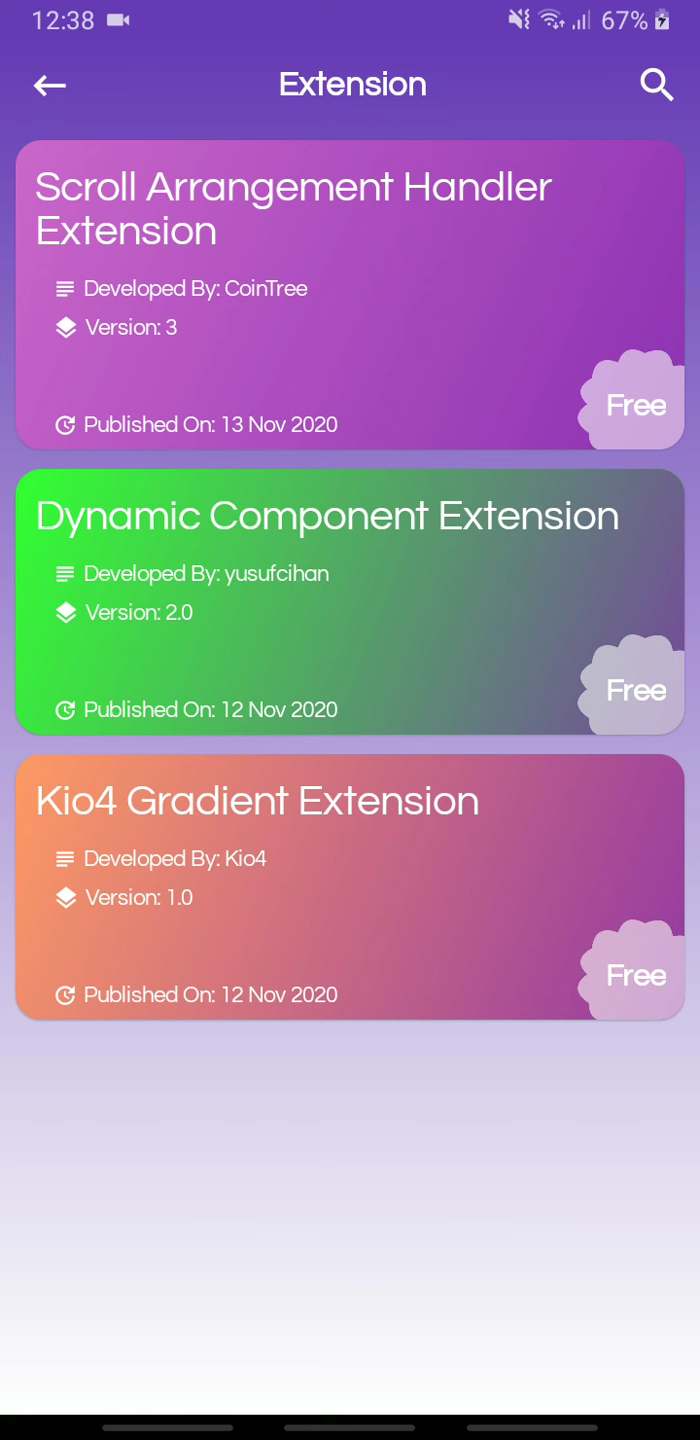 12:38
67%
Extension
Scroll Arrangement Handler
Extension
Developed By: CoinTree
Version: 3
Published On: 13 Nov 2020
Free
Dynamic Component Extension
Developed By: yusufcihan
Version: 2.0
Published On: 12 Nov 2020
Free
Kio4 Gradient Extension
Developed By: Kio4
Version: 1.0
Published On: 12 Nov 2020
Free